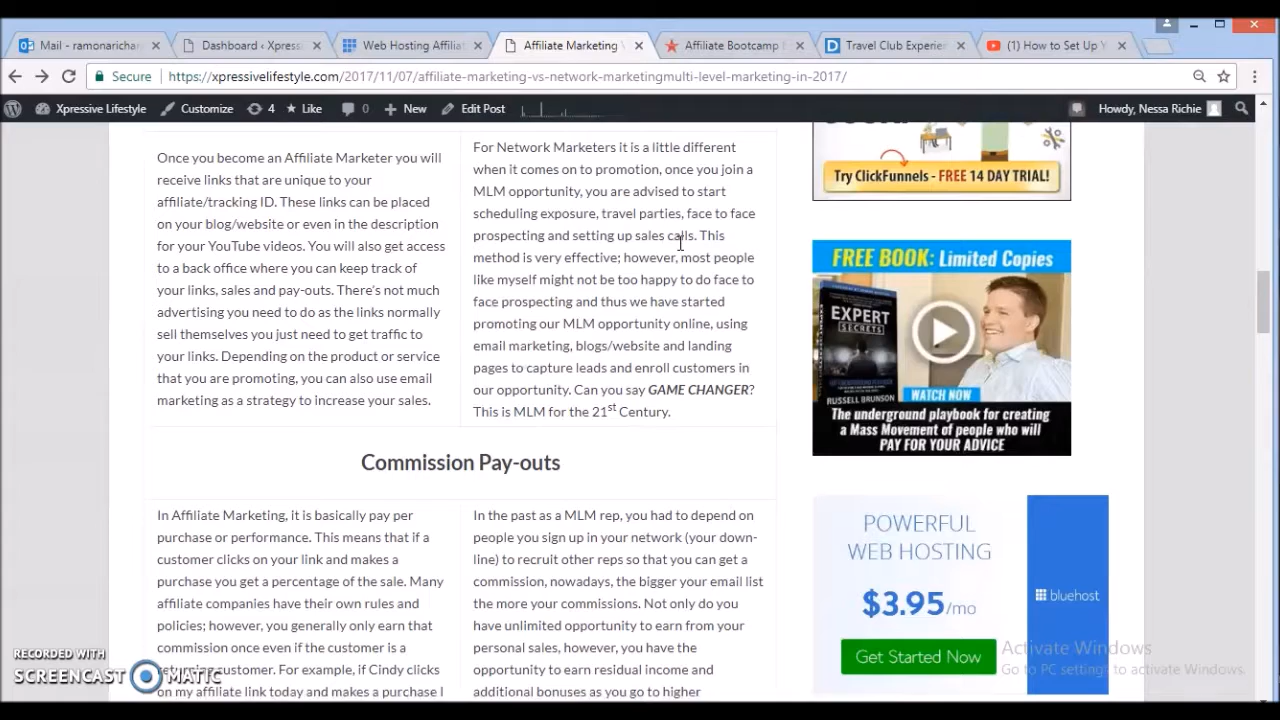 Mail - ramonarichar
Dashboard ‹ Xpress
Web Hosting Affilia
Affiliate Marketing V
Affiliate Bootcamp B
Travel Club Experien
(1) How to Set Up Y
Secure
https://xpressivelifestyle.com/2017/11/07/affiliate-marketing-vs-network-marketingmulti-level-marketing-in-2017/
Xpressive Lifestyle
Customize
4
Like
0
New
Edit Post
Howdy, Nessa Richie
Once you become an Affiliate Marketer you will
receive links that are unique to your
affiliate/tracking ID. These links can be placed
on your blog/website or even in the description
for your YouTube videos. You will also get access
to a back office where you can keep track of
your links, sales and pay-outs. There's not much
advertising you need to do as the links normally
sell themselves you just need to get traffic to
your links. Depending on the product or service
that you are promoting, you can also use email
marketing as a strategy to increase your sales.
For Network Marketers it is a little different
when it comes on to promotion, once you join a
MLM opportunity, you are advised to start
scheduling exposure, travel parties, face to face
prospecting and setting up sales calls. This
method is very effective; however, most people
like myself might not be too happy to do face to
face prospecting and thus we have started
promoting our MLM opportunity online, using
email marketing, blogs/website and landing
pages to capture leads and enroll customers in
our opportunity. Can you say GAME CHANGER?
This is MLM for the 21st Century.
Commission Pay-outs
In Affiliate Marketing, it is basically pay per
purchase or performance. This means that if a
customer clicks on your link and makes a
purchase you get a percentage of the sale. Many
affiliate companies have their own rules and
policies; however, you generally only earn that
commission once even if the customer is a
returning customer. For example, if Cindy clicks
on my affiliate link today and makes a purchase I
In the past as a MLM rep, you had to depend on
people you sign up in your network (your down-
line) to recruit other reps so that you can get a
commission, nowadays, the bigger your email list
the more your commissions. Not only do you
have unlimited opportunity to earn from your
personal sales, however, you have the
opportunity to earn residual income and
additional bonuses as you go to higher
Try ClickFunnels - FREE 14 DAY TRIAL!
FREE BOOK: Limited Copies
EXPERT
SECRETS
RUSSELL BRUNSON
WATCH NOW
The underground playbook for creating
a Mass Movement of people who will
PAY FOR YOUR ADVICE
POWERFUL
WEB HOSTING
$3.95/mo
Get Started Now
bluehost
Activate Windows
Go to PC settings to activate Windows.
RECORDED WITH
SCREENCAST MATIC